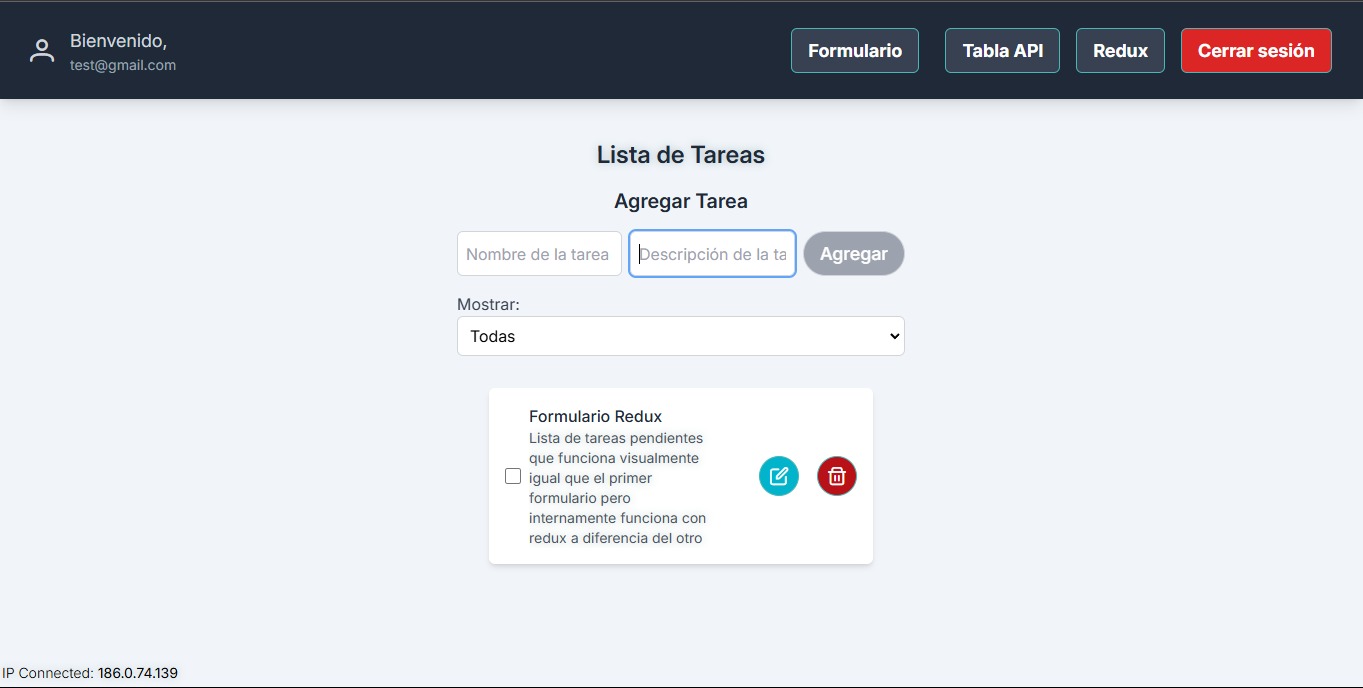 Bienvenido,
test@gmail.com
Formulario
Tabla API
Redux
Cerrar sesión
Lista de Tareas
Agregar Tarea
Nombre de la tarea
Descripción de la ta
Agregar
Mostrar:
Todas
Formulario Redux
Lista de tareas pendientes
que funciona visualmente
igual que el primer
formulario pero
internamente funciona con
redux a diferencia del otro
IP Connected: 186.0.74.139